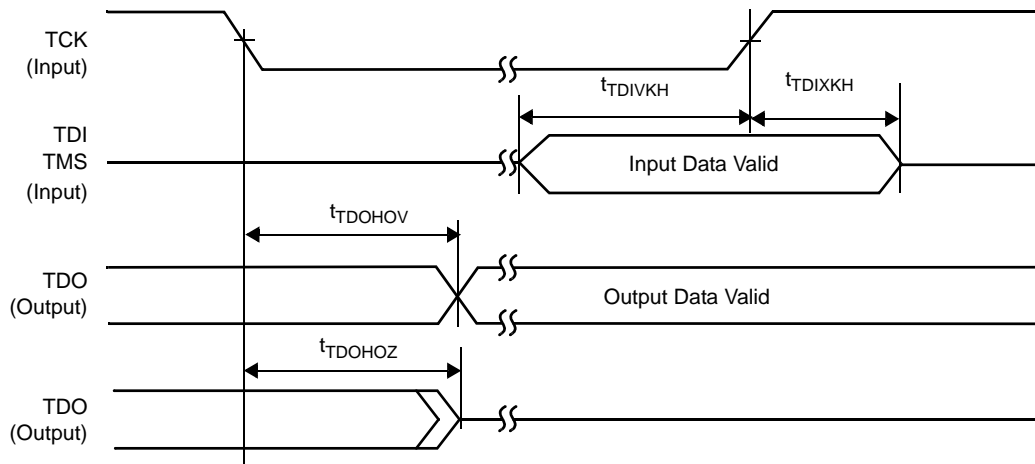 TCK
(Input)
tTDIVKH
tTDIXKH
TDI
TMS
(Input)
Input Data Valid
tTDOHOV
TDO
(Output)
Output Data Valid
tTDOHOZ
TDO
(Output)